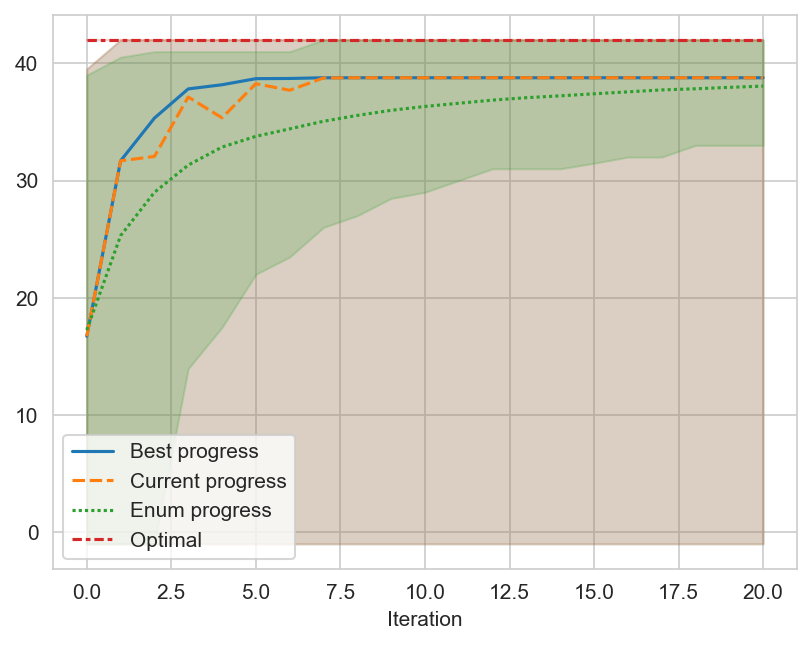 40
30
20
10
0
Best progress
Current progress
Enum progress
Optimal
0.0 2.5 5.0 7.5 10.0 12.5 15.0 17.5 20.0
Iteration